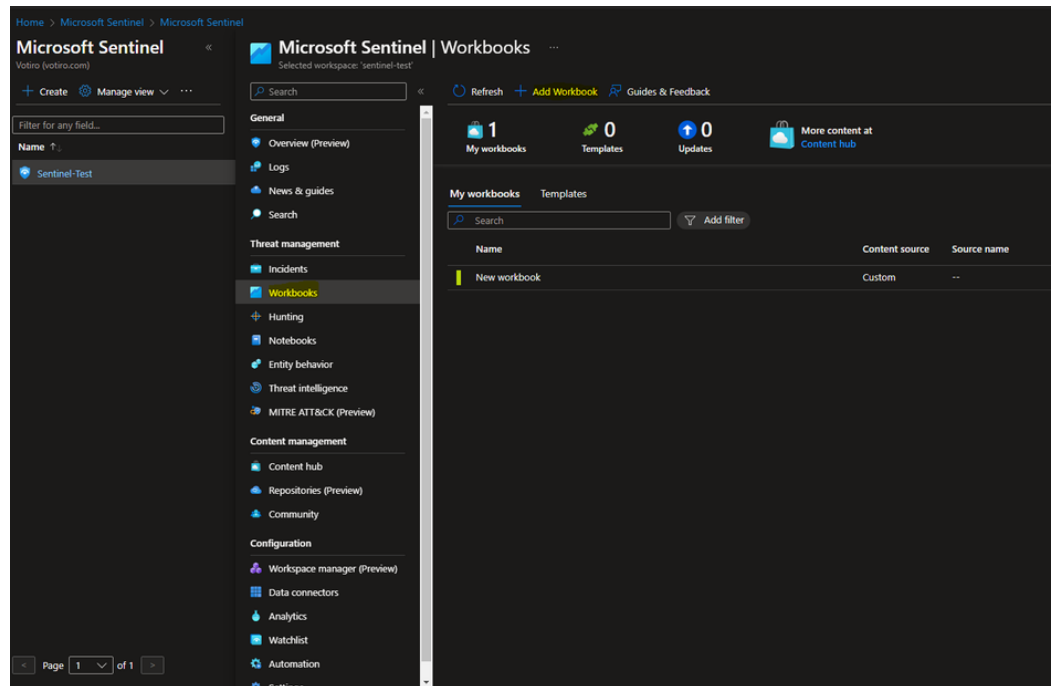 Home > Microsoft Sentinel > Microsoft Sentinel
Microsoft Sentinel «
Votiro (votiro.com)
+ Create Manage view ...
Filter for any field...
Name ↑↓
Sentinel-Test
< Page 1 of 1 >
Microsoft Sentinel | Workbooks ...
Selected workspace: 'sentinel-test'
Search «
General
Overview (Preview)
Logs
News & guides
Search
Threat management
Incidents
Workbooks
Hunting
Notebooks
Entity behavior
Threat intelligence
MITRE ATT&CK (Preview)
Content management
Content hub
Repositories (Preview)
Community
Configuration
Workspace manager (Preview)
Data connectors
Analytics
Watchlist
Automation
Refresh + Add Workbook Guides & Feedback
1 0 0
My workbooks Templates Updates
More content at
Content hub
My workbooks Templates
Search Add filter
Name Content source Source name
New workbook Custom --